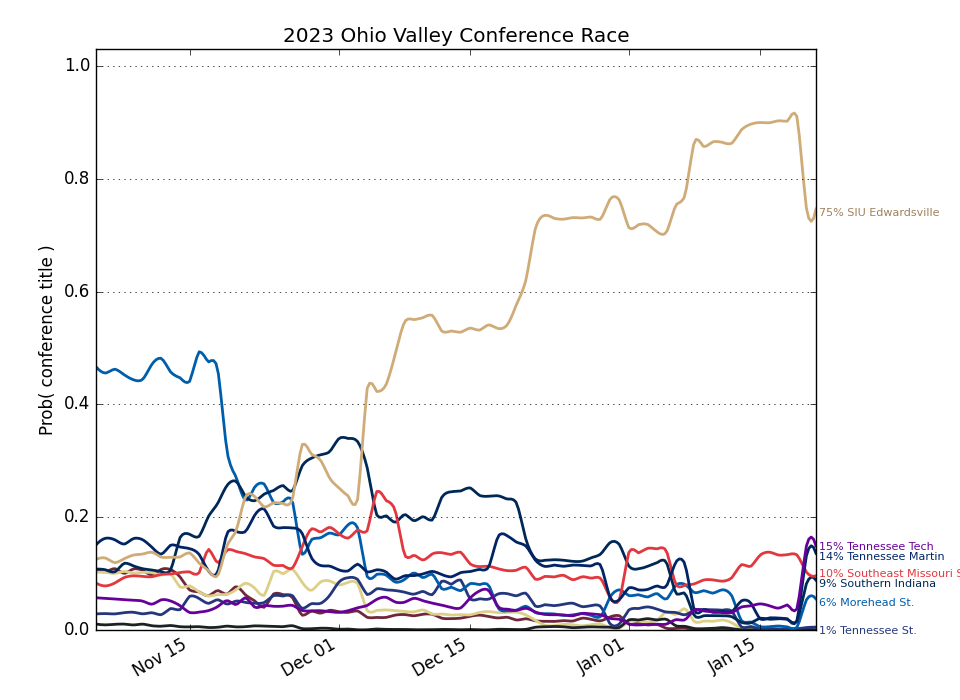 2023 Ohio Valley Conference Race
1.0
0.8
0.6
0.4
0.2
0.0
Prob( conference title )
Nov 15
Dec 01
Dec 15
Jan 01
Jan 15
75% SIU Edwardsville
15% Tennessee Tech
14% Tennessee Martin
10% Southeast Missouri S
9% Southern Indiana
6% Morehead St.
1% Tennessee St.